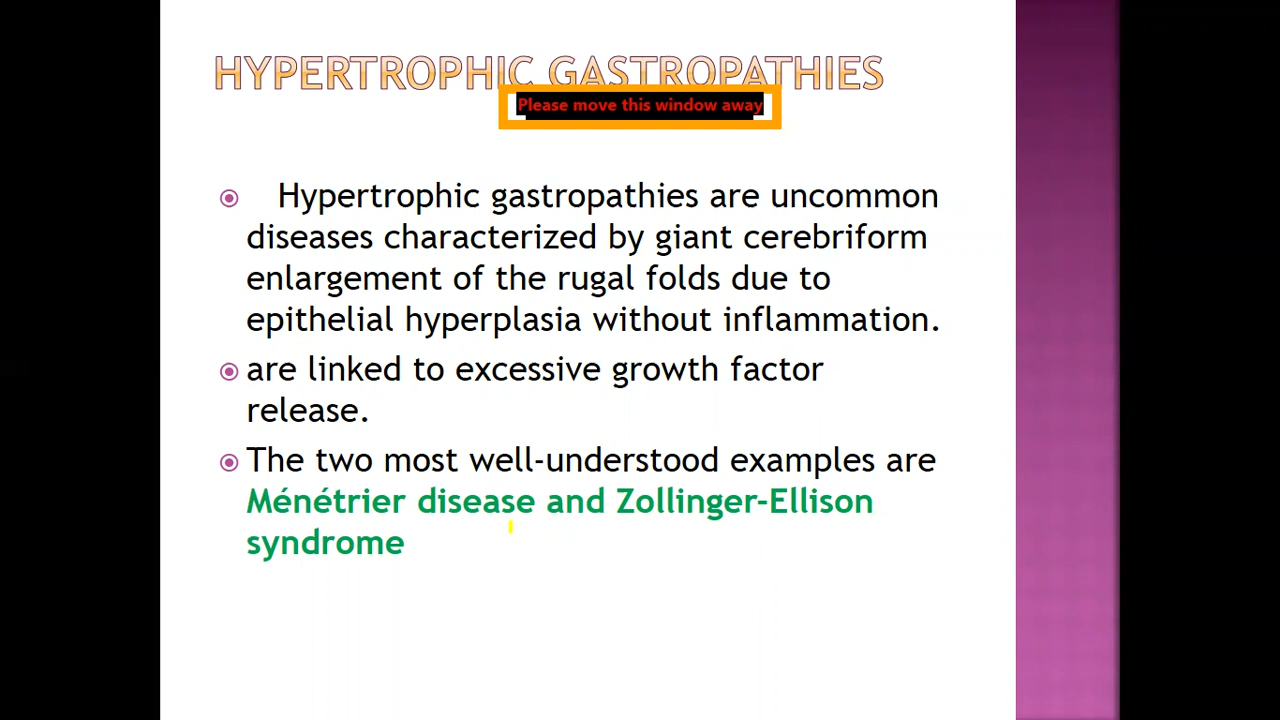 HYPERTROPHIC GASTROPATHIES
Please move this window away
Hypertrophic gastropathies are uncommon
diseases characterized by giant cerebriform
enlargement of the rugal folds due to
epithelial hyperplasia without inflammation.
are linked to excessive growth factor
release.
The two most well-understood examples are
Ménétrier disease and Zollinger-Ellison
syndrome